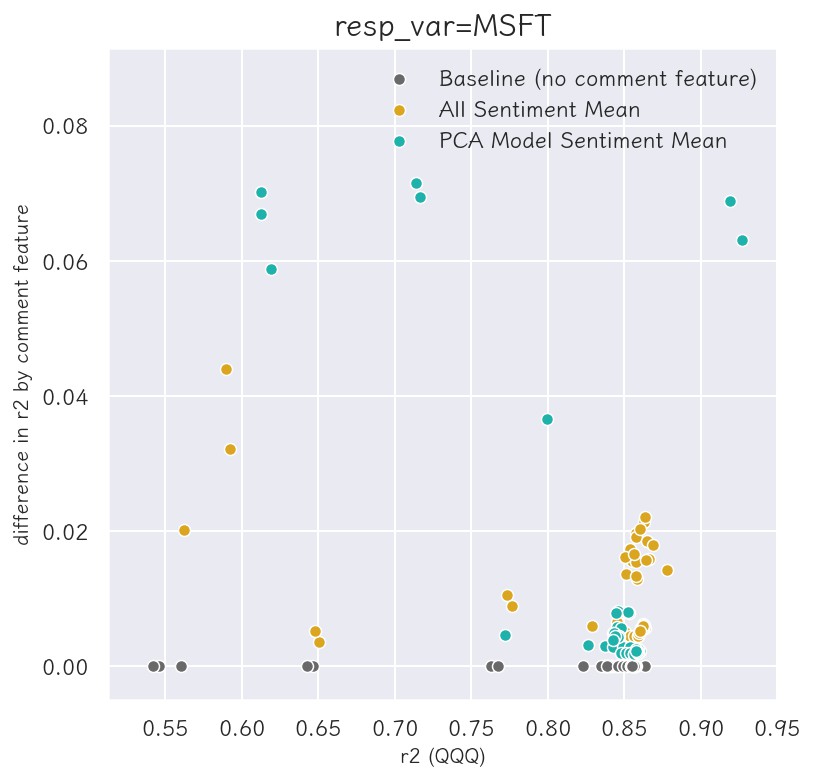 resp_var=MSFT
Baseline (no comment feature)
All Sentiment Mean
PCA Model Sentiment Mean
difference in r2 by comment feature
0.08
0.06
0.04
0.02
0.00
0.55 0.60 0.65 0.70 0.75 0.80 0.85 0.90 0.95
r2 (QQQ)